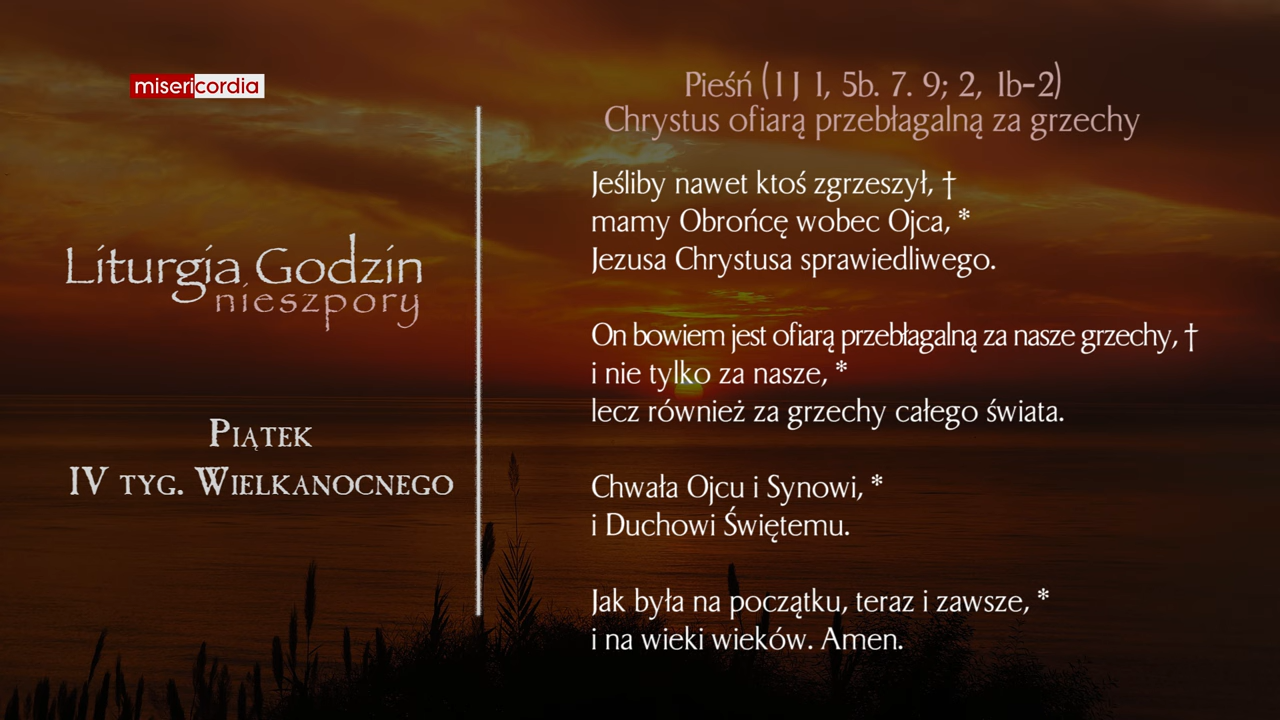 misericordia
Liturgia Godzin
nieszpory
Piątek
IV tyg. Wielkanocnego
Pieśń (1 J 1, 5b. 7. 9; 2, 1b-2)
Chrystus ofiarą przebłagalną za grzechy
Jeśliby nawet ktoś zgrzeszył, †
mamy Obrońcę wobec Ojca, *
Jezusa Chrystusa sprawiedliwego.
On bowiem jest ofiarą przebłagalną za nasze grzechy, †
i nie tylko za nasze, *
lecz również za grzechy całego świata.
Chwała Ojcu i Synowi, *
i Duchowi Świętemu.
Jak była na początku, teraz i zawsze, *
i na wieki wieków. Amen.